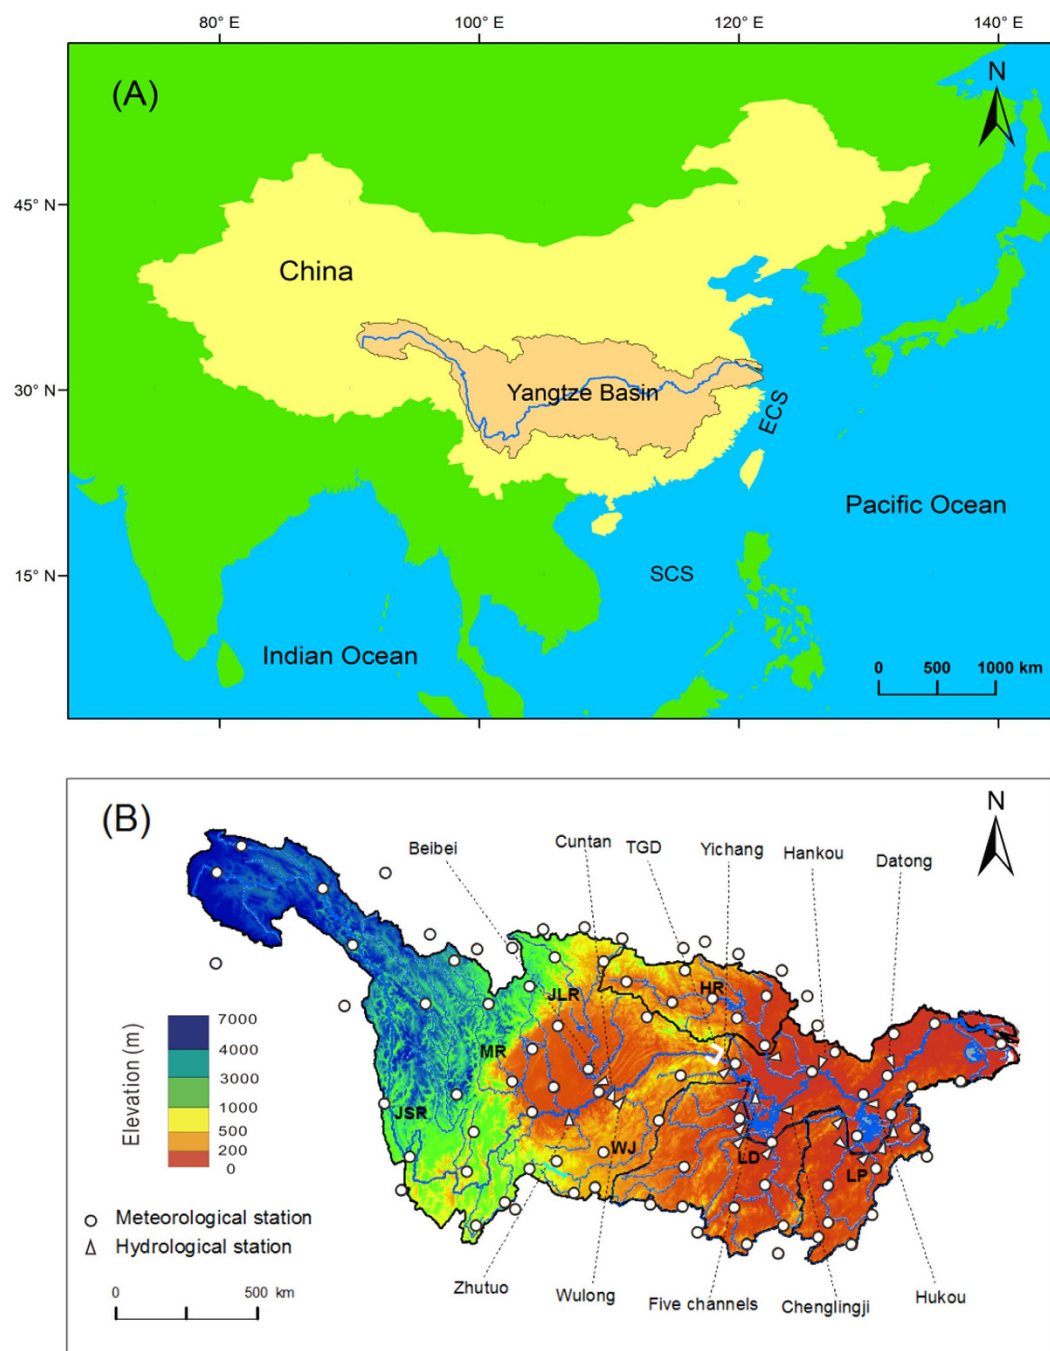 80° E 100° E 120° E 140° E
(A)
N
45° N
China
30° N
Yangtze Basin
ECS
Pacific Ocean
15° N
SCS
Indian Ocean
0 500 1000 km
(B)
N
Beibei
Cuntan
TGD
Yichang
Hankou
Datong
HR
JLR
MR
JSR
WJ
LD
LP
Elevation (m)
7000
4000
3000
1000
500
200
0
Meteorological station
Hydrological station
0 500 km
Zhutuo
Wulong
Five channels
Chenglingji
Hukou